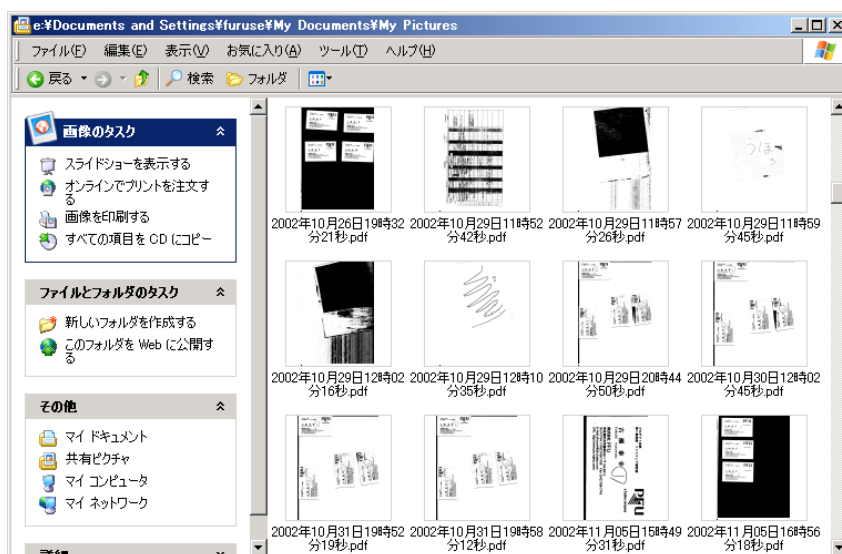 e:¥Documents and Settings¥furuse¥My Documents¥My Pictures
ファイル(F) 編集(E) 表示(V) お気に入り(A) ツール(T) ヘルプ(H)
戻る 検索 フォルダ
画像のタスク
スライドショーを表示する
オンラインでプリントを注文す
る
画像を印刷する
すべての項目を CD にコピー
ファイルとフォルダのタスク
新しいフォルダを作成する
このフォルダを Web に公開す
る
その他
マイ ドキュメント
共有ピクチャ
マイ コンピュータ
マイ ネットワーク
詳細
2002年10月26日19時32
分21秒.pdf
2002年10月29日11時52
分42秒.pdf
2002年10月29日11時57
分26秒.pdf
うほ
2002年10月29日11時59
分45秒.pdf
2002年10月29日12時02
分16秒.pdf
2002年10月29日12時10
分35秒.pdf
2002年10月29日20時44
分50秒.pdf
2002年10月30日12時02
分45秒.pdf
2002年10月31日19時52
分19秒.pdf
2002年10月31日19時58
分12秒.pdf
PFU
2002年11月05日15時49
分31秒.pdf
2002年11月05日16時56
分18秒.pdf